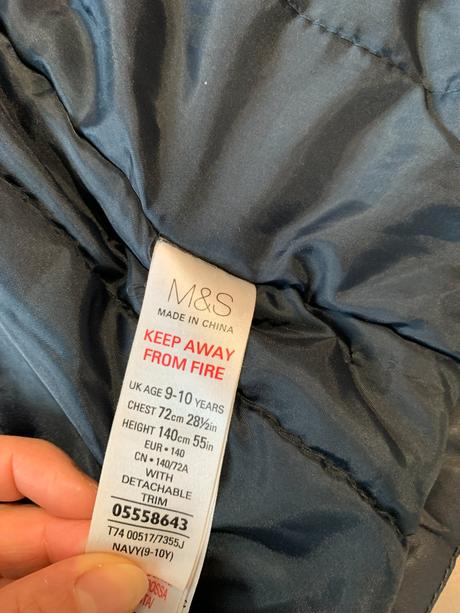 M&S
MADE IN CHINA
KEEP AWAY
FROM FIRE
UK AGE 9-10 YEARS
CHEST 72cm 28½in
HEIGHT 140cm 55in
EUR • 140
CN • 140/72A
WITH
DETACHABLE
TRIM
05558643
T74 00517/7355J
NAVY(9-10Y)